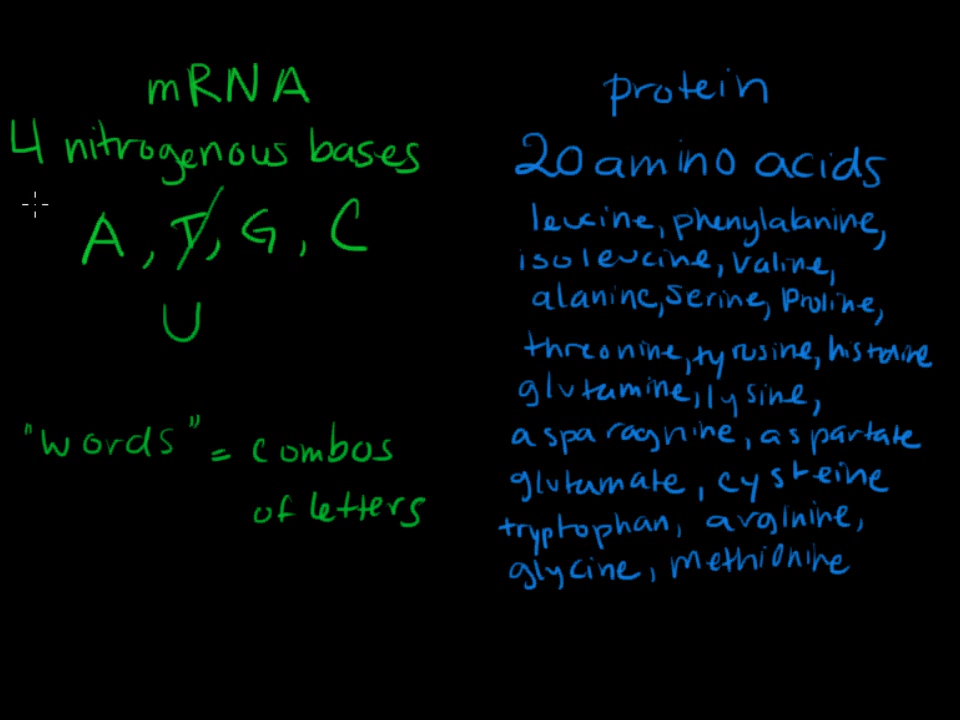 mRNA
4 nitrogenous bases
A, T, G, C
U
"words" = combos
of letters
protein
20 amino acids
leucine, phenylalanine,
isoleucine, valine,
alanine, serine, proline,
threonine, tyrosine, histidine
glutamine, lysine,
asparagnine, aspartate
glutamate, cysteine
tryptophan, arginine,
glycine, methionine